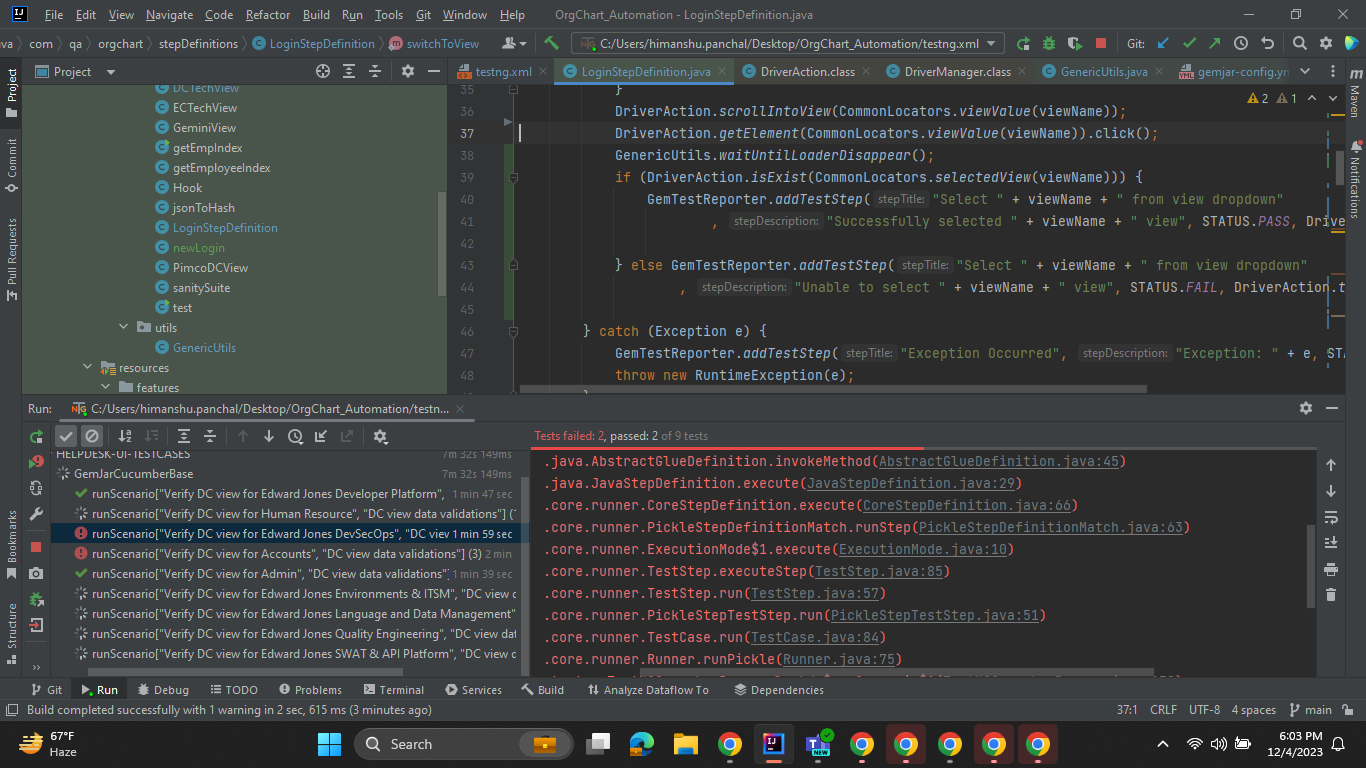 File Edit View Navigate Code Refactor Build Run Tools Git Window Help OrgChart_Automation - LoginStepDefinition.java
ava com qa orgchart stepDefinitions LoginStepDefinition switchToView C:/Users/himanshu.panchal/Desktop/OrgChart_Automation/testng.xml Git:
Project testng.xml LoginStepDefinition.java DriverAction.class DriverManager.class GenericUtils.java gemjar-config.yn
Project
Commit
Pull Requests
Bookmarks
Structure
Maven
Notifications
DCTechView
ECTechView
GeminiView
getEmpIndex
getEmployeeIndex
Hook
jsonToHash
LoginStepDefinition
newLogin
PimcoDCView
sanitySuite
test
utils
GenericUtils
resources
features
2 1
35 }
36 DriverAction.scrollIntoView(CommonLocators.viewValue(viewName));
37 DriverAction.getElement(CommonLocators.viewValue(viewName)).click();
38 GenericUtils.waitUntilLoaderDisappear();
39 if (DriverAction.isExist(CommonLocators.selectedView(viewName))) {
40 GemTestReporter.addTestStep( stepTitle: "Select " + viewName + " from view dropdown"
41 , stepDescription: "Successfully selected " + viewName + " view", STATUS.PASS, Drive
42
43 } else GemTestReporter.addTestStep( stepTitle: "Select " + viewName + " from view dropdown"
44 , stepDescription: "Unable to select " + viewName + " view", STATUS.FAIL, DriverAction.t
45
46 } catch (Exception e) {
47 GemTestReporter.addTestStep( stepTitle: "Exception Occurred", stepDescription: "Exception: " + e, STA
48 throw new RuntimeException(e);
Run: C:/Users/himanshu.panchal/Desktop/OrgChart_Automation/testn...
Tests failed: 2, passed: 2 of 9 tests
HELPDESK-UI-TESTCASES 7m 32s 149ms
GemJarCucumberBase 7m 32s 149ms
runScenario["Verify DC view for Edward Jones Developer Platform", 1 min 47 sec
runScenario["Verify DC view for Human Resource", "DC view data validations"] (1
runScenario["Verify DC view for Edward Jones DevSecOps", "DC view 1 min 59 sec
runScenario["Verify DC view for Accounts", "DC view data validations"] (3) 2 min
runScenario["Verify DC view for Admin", "DC view data validations"] 1 min 39 sec
runScenario["Verify DC view for Edward Jones Environments & ITSM", "DC view d
runScenario["Verify DC view for Edward Jones Language and Data Management"
runScenario["Verify DC view for Edward Jones Quality Engineering", "DC view dat
runScenario["Verify DC view for Edward Jones SWAT & API Platform", "DC view d
.java.AbstractGlueDefinition.invokeMethod(AbstractGlueDefinition.java:45)
.java.JavaStepDefinition.execute(JavaStepDefinition.java:29)
.core.runner.CoreStepDefinition.execute(CoreStepDefinition.java:66)
.core.runner.PickleStepDefinitionMatch.runStep(PickleStepDefinitionMatch.java:63)
.core.runner.ExecutionMode$1.execute(ExecutionMode.java:10)
.core.runner.TestStep.executeStep(TestStep.java:85)
.core.runner.TestStep.run(TestStep.java:57)
.core.runner.PickleStepTestStep.run(PickleStepTestStep.java:51)
.core.runner.TestCase.run(TestCase.java:84)
.core.runner.Runner.runPickle(Runner.java:75)
Git Run Debug TODO Problems Terminal Services Build Analyze Dataflow To Dependencies
Build completed successfully with 1 warning in 2 sec, 615 ms (3 minutes ago) 37:1 CRLF UTF-8 4 spaces main
67°F
Haze
Search
NEW
6:03 PM
12/4/2023